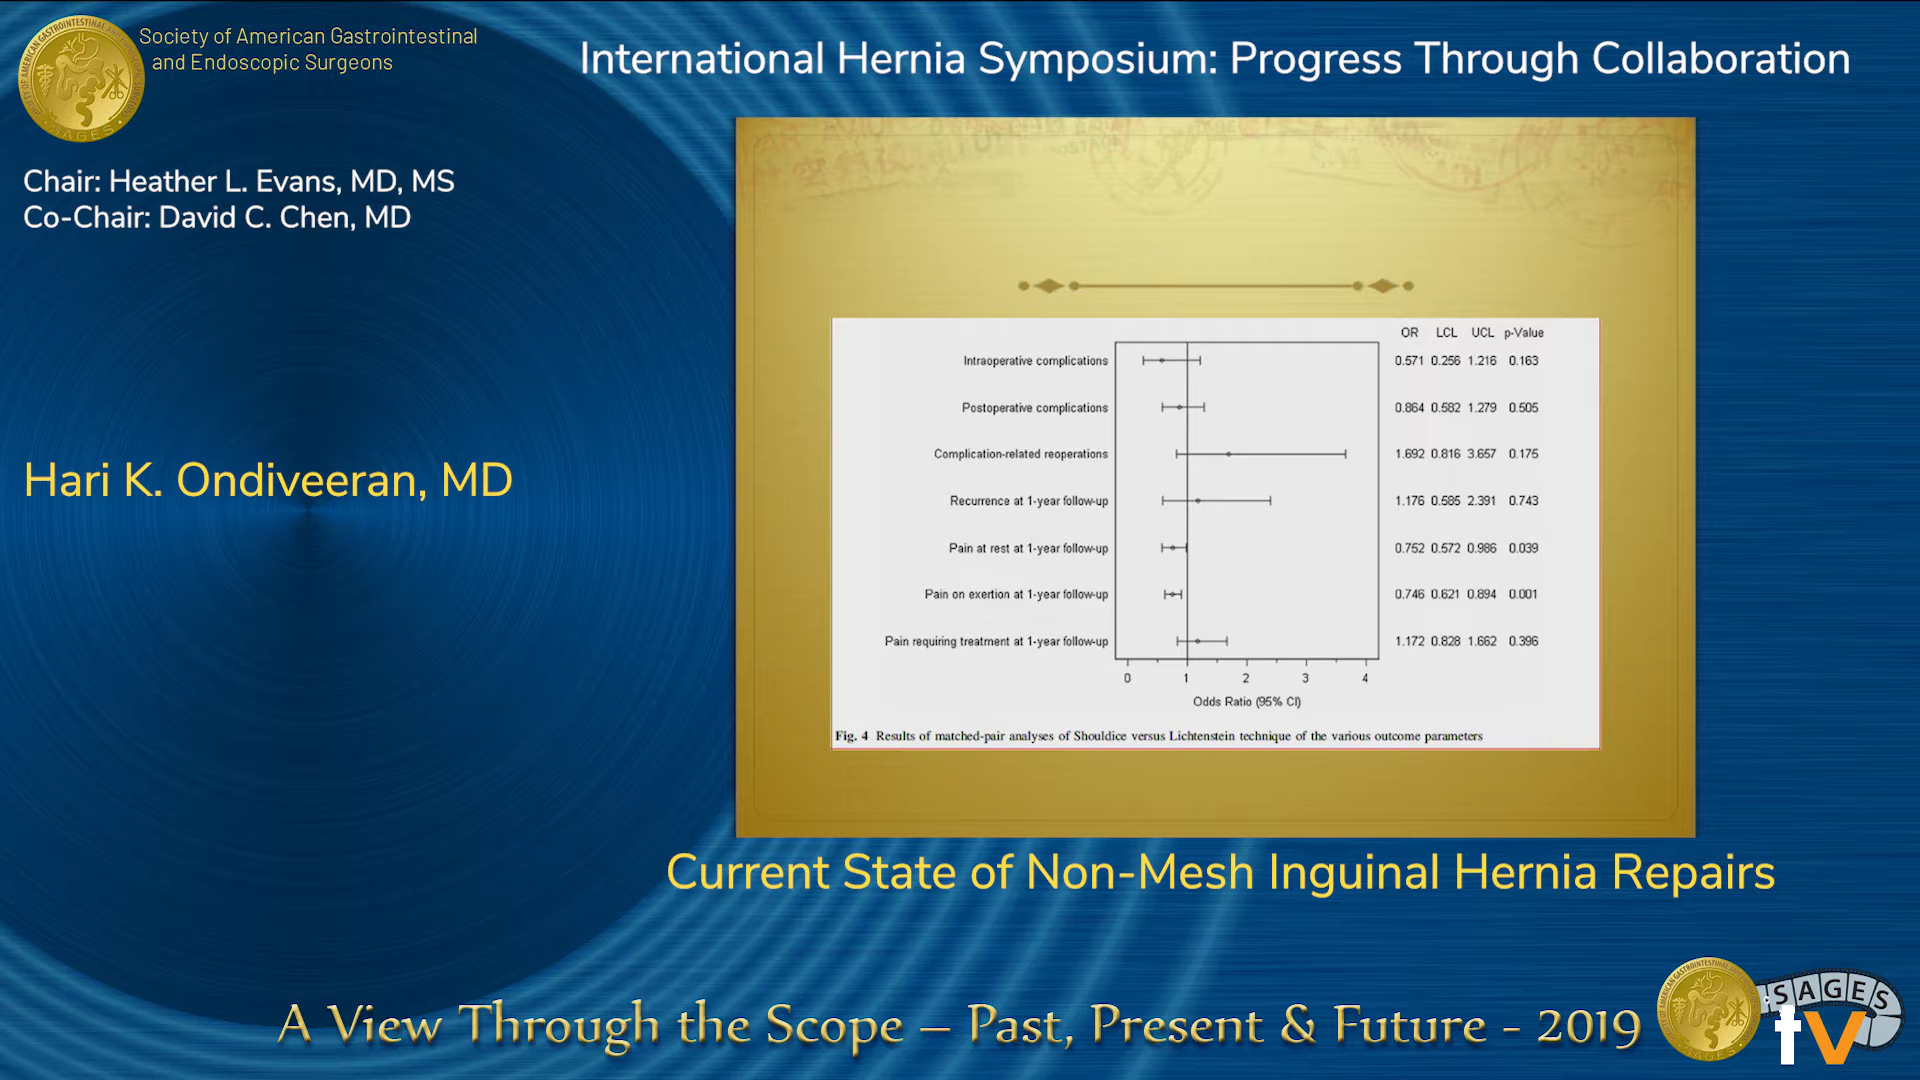 Society of American Gastrointestinal
and Endoscopic Surgeons
International Hernia Symposium: Progress Through Collaboration
Chair: Heather L. Evans, MD, MS
Co-Chair: David C. Chen, MD
Hari K. Ondiveeran, MD
OR LCL UCL p-Value
Intraoperative complications 0.571 0.256 1.216 0.163
Postoperative complications 0.864 0.582 1.279 0.505
Complication-related reoperations 1.692 0.816 3.657 0.175
Recurrence at 1-year follow-up 1.176 0.585 2.391 0.743
Pain at rest at 1-year follow-up 0.752 0.572 0.986 0.039
Pain on exertion at 1-year follow-up 0.746 0.621 0.894 0.001
Pain requiring treatment at 1-year follow-up 1.172 0.828 1.662 0.396
0 1 2 3 4
Odds Ratio (95% CI)
Fig. 4 Results of matched-pair analyses of Shouldice versus Lichtenstein technique of the various outcome parameters
Current State of Non-Mesh Inguinal Hernia Repairs
A View Through the Scope – Past, Present & Future - 2019
SAGES
tv